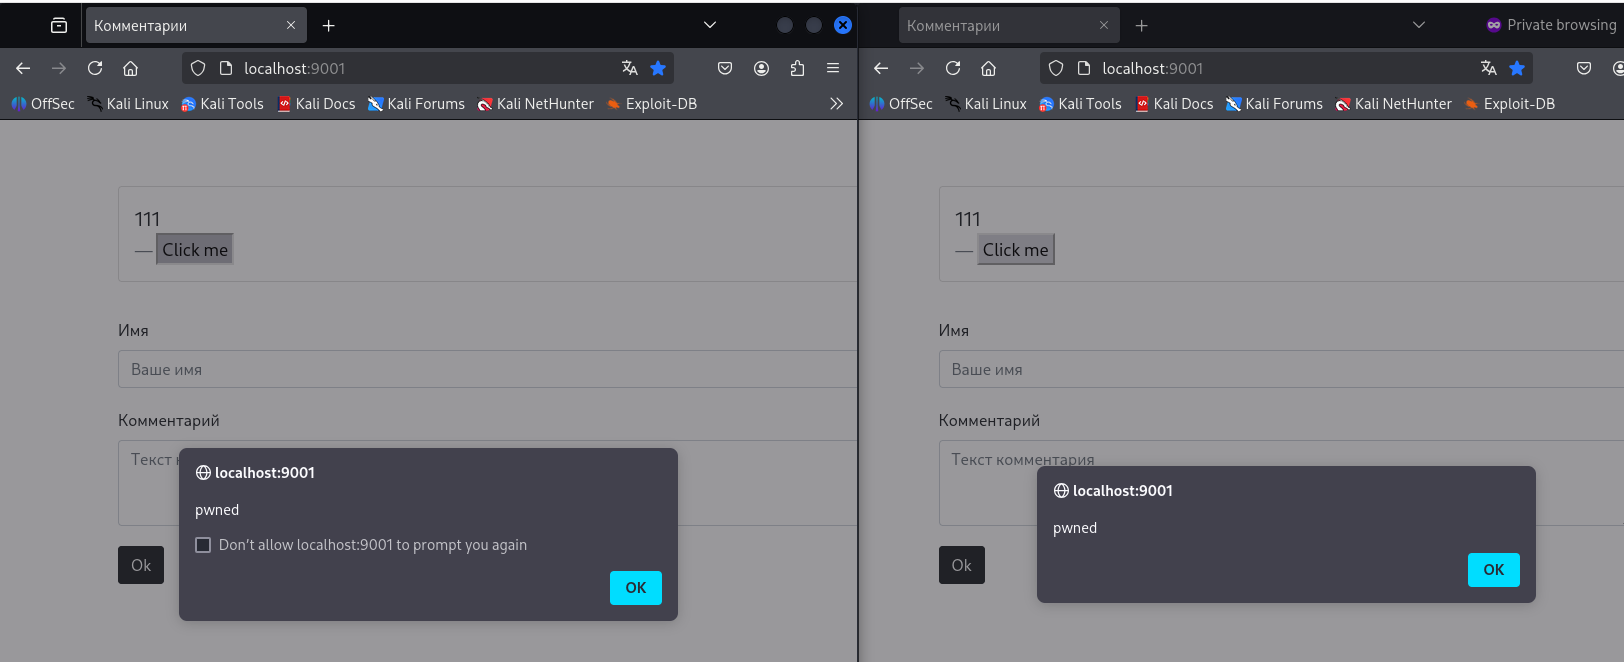 Комментарии
Комментарии
Private browsing
localhost:9001
localhost:9001
OffSec Kali Linux Kali Tools Kali Docs Kali Forums Kali NetHunter Exploit-DB
OffSec Kali Linux Kali Tools Kali Docs Kali Forums Kali NetHunter Exploit-DB
111
— Click me
Имя
Ваше имя
Комментарий
Текст
localhost:9001
pwned
Don't allow localhost:9001 to prompt you again
OK
Ok
111
— Click me
Имя
Ваше имя
Комментарий
Текст комментария
localhost:9001
pwned
OK
Ok